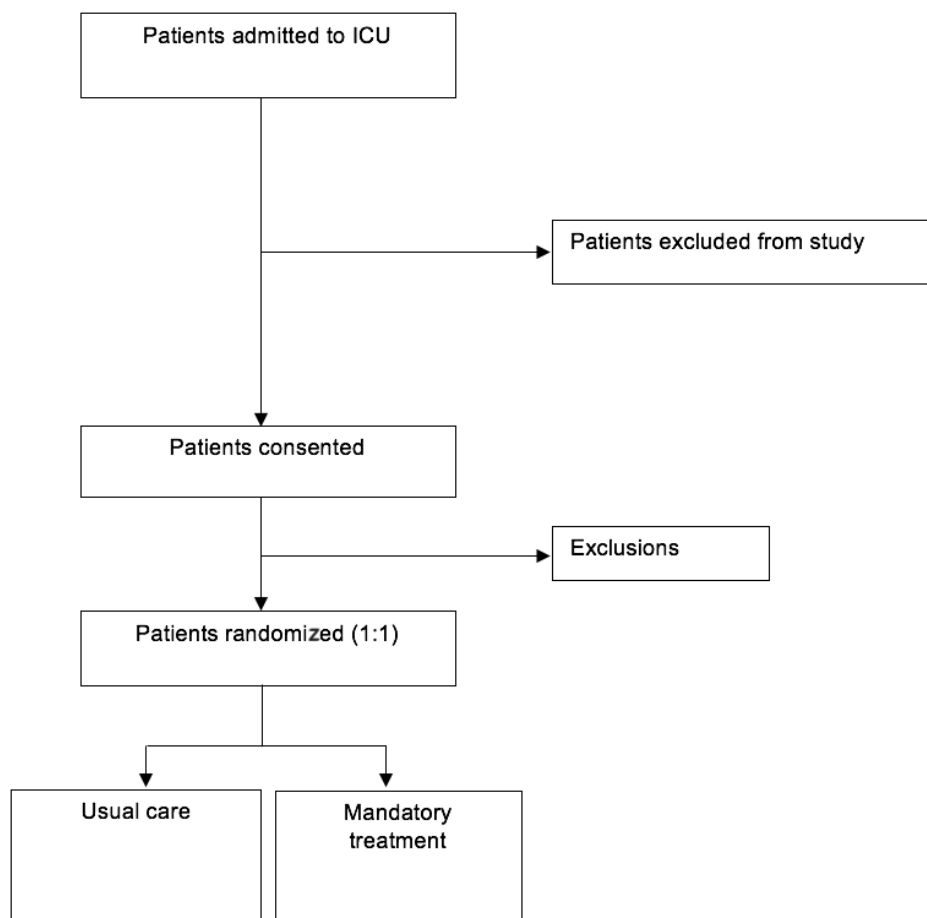 Patients admitted to ICU
Patients excluded from study
Patients consented
Exclusions
Patients randomized (1:1)
Usual care
Mandatory
treatment